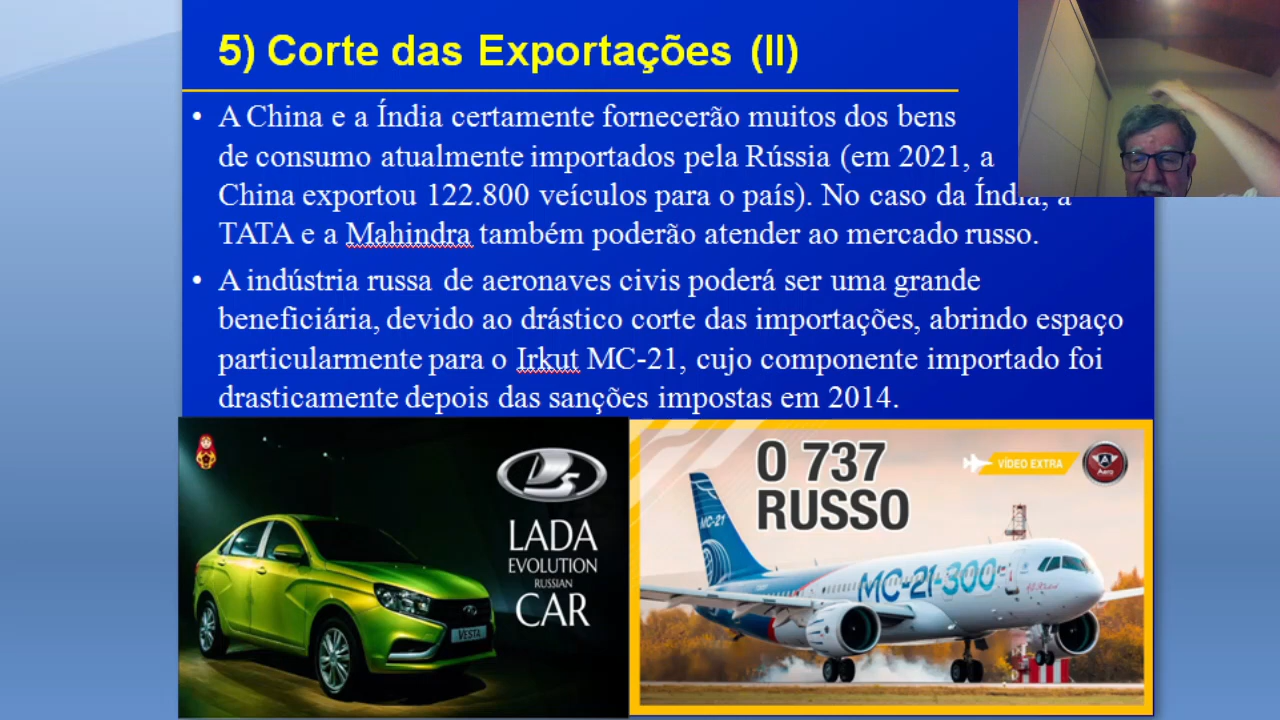 5) Corte das Exportações (II)
• A China e a Índia certamente fornecerão muitos dos bens
de consumo atualmente importados pela Rússia (em 2021, a
China exportou 122.800 veículos para o país). No caso da Índia, a
TATA e a Mahindra também poderão atender ao mercado russo.
• A indústria russa de aeronaves civis poderá ser uma grande
beneficiária, devido ao drástico corte das importações, abrindo espaço
particularmente para o Irkut MC-21, cujo componente importado foi
drasticamente depois das sanções impostas em 2014.
LADA
EVOLUTION
RUSSIAN
CAR
VESTA
O 737
RUSSO
VÍDEO EXTRA
Aero
MC-21
MC-21-300